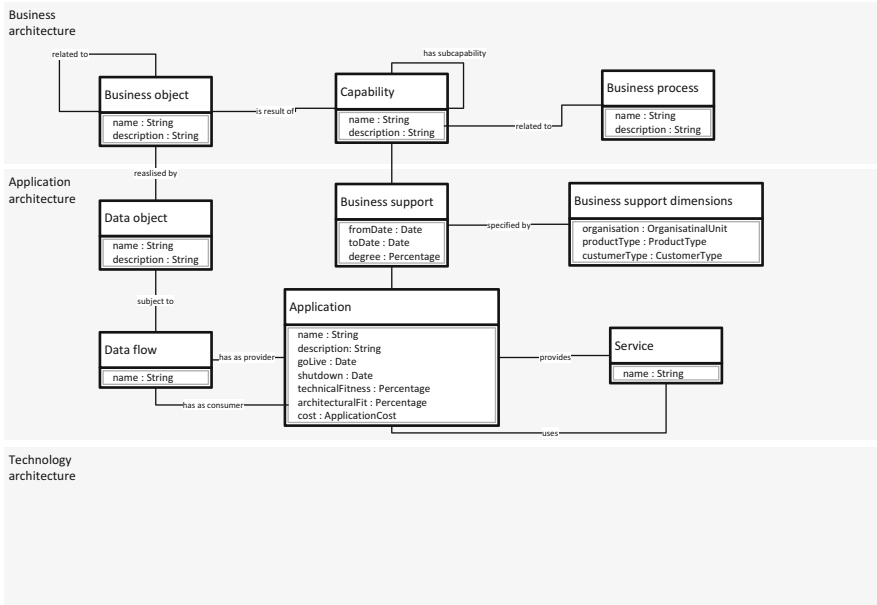 Business
architecture
related to
has subcapability
Business object
name : String
description : String
is result of
Capability
name : String
description : String
related to
Business process
name : String
description : String
reaslised by
Application
architecture
Data object
name : String
description : String
Business support
fromDate : Date
toDate : Date
degree : Percentage
specified by
Business support dimensions
organisation : OrganisatinalUnit
productType : ProductType
custumerType : CustomerType
subject to
Data flow
name : String
has as provider
has as consumer
Application
name : String
description: String
goLive : Date
shutdown : Date
technicalFitness : Percentage
architecturalFit : Percentage
cost : ApplicationCost
provides
Service
name : String
uses
Technology
architecture